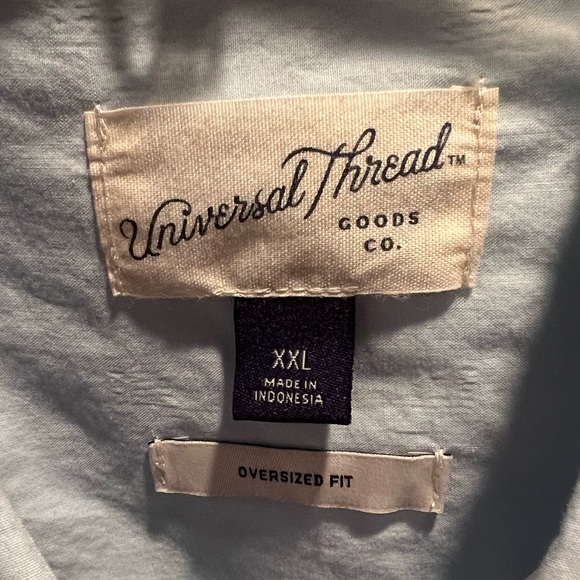 Universal Thread™
GOODS
CO.
XXL
MADE IN
INDONESIA
OVERSIZED FIT